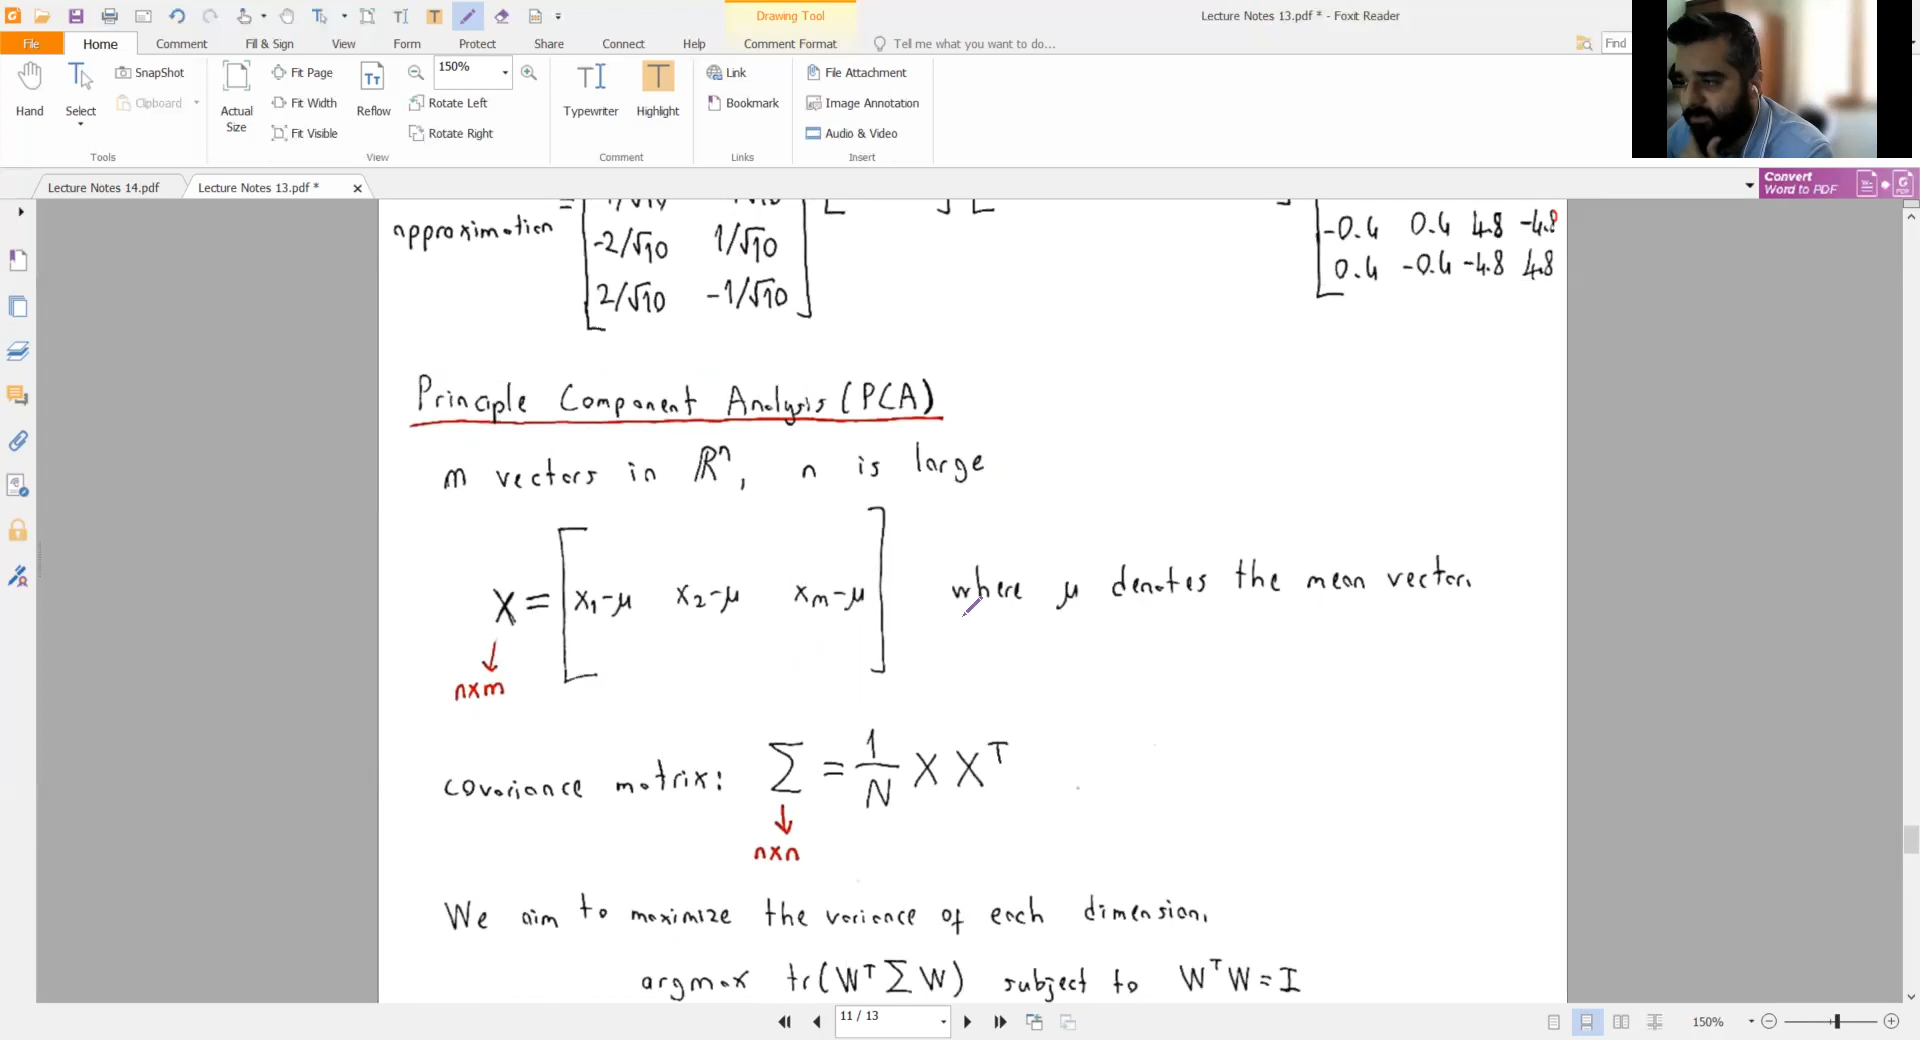 Lecture Notes 13.pdf * - Foxit Reader
Drawing Tool
File Home Comment Fill & Sign View Form Protect Share Connect Help Comment Format Tell me what you want to do... Find
Hand Select SnapShot Clipboard
Tools
Actual Size Fit Page Fit Width Fit Visible Reflow 150% Rotate Left Rotate Right
View
Typewriter Highlight
Comment
Link Bookmark
Links
File Attachment Image Annotation Audio & Video
Insert
Lecture Notes 14.pdf Lecture Notes 13.pdf *
Convert
Word to PDF
approximation =
-2/√10 1/√10
2/√10 -1/√10
-0.4 0.4 4.8 -4.8
0.4 -0.4 -4.8 4.8
Principle Component Analysis (PCA)
m vectors in ℝⁿ, n is large
X = [x₁-μ x₂-μ xₘ-μ] where μ denotes the mean vector.
↓
n×m
covariance matrix: Σ = 1/N X Xᵀ
↓
n×n
We aim to maximize the variance of each dimension.
argmax tr(Wᵀ Σ W) subject to Wᵀ W = I
11 / 13
150%